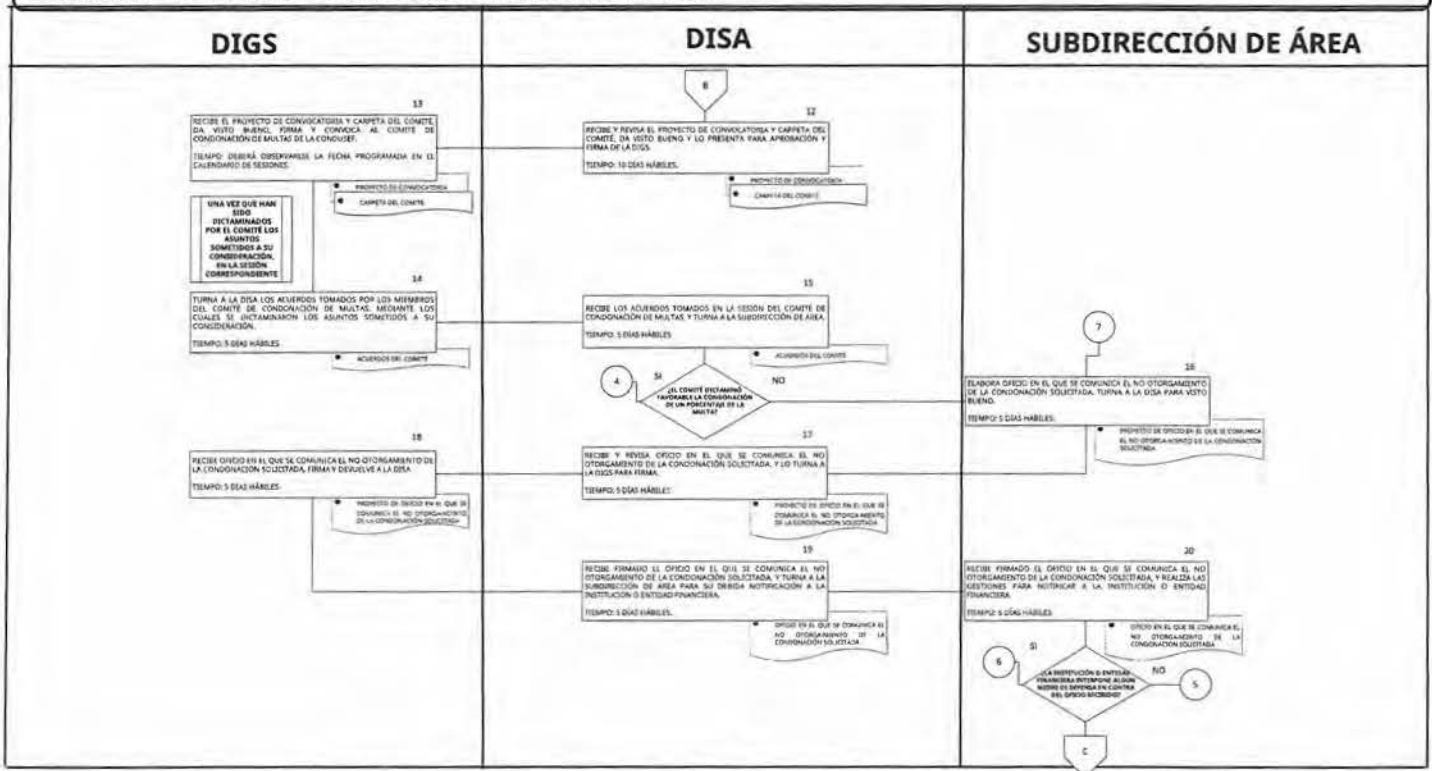 DIGS
DISA
SUBDIRECCIÓN DE ÁREA
B
13
RECIBE EL PROYECTO DE CONVOCATORIA Y CARPETA DEL COMITÉ,
DA VISTO BUENO, FIRMA Y CONVOCA AL COMITÉ DE
CONDONACIÓN DE MULTAS DE LA CONDUSEF.
TIEMPO: DEBERÁ OBSERVARSE LA FECHA PROGRAMADA EN EL
CALENDARIO DE SESIONES.
PROYECTO DE CONVOCATORIA
CARPETA DEL COMITÉ
12
RECIBE Y REVISA EL PROYECTO DE CONVOCATORIA Y CARPETA DEL
COMITÉ, DA VISTO BUENO Y LO PRESENTA PARA APROBACIÓN Y
FIRMA DE LA DIGS.
TIEMPO: 10 DÍAS HÁBILES.
PROYECTO DE CONVOCATORIA
CARPETA DEL COMITÉ
UNA VEZ QUE HAN
SIDO
DICTAMINADOS
POR EL COMITÉ LOS
ASUNTOS
SOMETIDOS A SU
CONSIDERACIÓN,
EN LA SESIÓN
CORRESPONDIENTE
14
TURNA A LA DISA LOS ACUERDOS TOMADOS POR LOS MIEMBROS
DEL COMITÉ DE CONDONACIÓN DE MULTAS, MEDIANTE LOS
CUALES SE DICTAMINARON LOS ASUNTOS SOMETIDOS A SU
CONSIDERACIÓN.
TIEMPO: 5 DÍAS HÁBILES.
ACUERDOS DEL COMITÉ
15
RECIBE LOS ACUERDOS TOMADOS EN LA SESIÓN DEL COMITÉ DE
CONDONACIÓN DE MULTAS, Y TURNA A LA SUBDIRECCIÓN DE ÁREA.
TIEMPO: 5 DÍAS HÁBILES
ACUERDOS DEL COMITÉ
4
SI
¿EL COMITÉ DICTAMINÓ
FAVORABLE LA CONDONACIÓN
DE UN PORCENTAJE DE LA
MULTA?
NO
7
16
ELABORA OFICIO EN EL QUE SE COMUNICA EL NO OTORGAMIENTO
DE LA CONDONACIÓN SOLICITADA. TURNA A LA DISA PARA VISTO
BUENO.
TIEMPO: 5 DÍAS HÁBILES
PROYECTO DE OFICIO EN EL QUE SE COMUNICA
EL NO OTORGAMIENTO DE LA CONDONACIÓN
SOLICITADA
18
RECIBE OFICIO EN EL QUE SE COMUNICA EL NO OTORGAMIENTO DE
LA CONDONACIÓN SOLICITADA, FIRMA Y DEVUELVE A LA DISA
TIEMPO: 5 DÍAS HÁBILES
PROYECTO DE OFICIO EN EL QUE SE
COMUNICA EL NO OTORGAMIENTO
DE LA CONDONACIÓN SOLICITADA
17
RECIBE Y REVISA OFICIO EN EL QUE SE COMUNICA EL NO
OTORGAMIENTO DE LA CONDONACIÓN SOLICITADA, Y LO TURNA A
LA DIGS PARA FIRMA.
TIEMPO: 5 DÍAS HÁBILES
PROYECTO DE OFICIO EN EL QUE SE
COMUNICA EL NO OTORGAMIENTO
DE LA CONDONACIÓN SOLICITADA
19
RECIBE FIRMADO EL OFICIO EN EL QUE SE COMUNICA EL NO
OTORGAMIENTO DE LA CONDONACIÓN SOLICITADA, Y TURNA A LA
SUBDIRECCIÓN DE ÁREA PARA SU DEBIDA NOTIFICACIÓN A LA
INSTITUCIÓN O ENTIDAD FINANCIERA.
TIEMPO: 5 DÍAS HÁBILES.
OFICIO EN EL QUE SE COMUNICA EL
NO OTORGAMIENTO DE LA
CONDONACIÓN SOLICITADA
20
RECIBE FIRMADO EL OFICIO EN EL QUE SE COMUNICA EL NO
OTORGAMIENTO DE LA CONDONACIÓN SOLICITADA, Y REALIZA LAS
GESTIONES PARA NOTIFICAR A LA INSTITUCIÓN O ENTIDAD
FINANCIERA.
DÍAS HÁBILES
OFICIO EN EL QUE SE COMUNICA EL
NO OTORGAMIENTO DE LA
CONDONACIÓN SOLICITADA
6
SI
¿LA INSTITUCIÓN O ENTIDAD
FINANCIERA INTERPONE ALGÚN
MEDIO DE DEFENSA EN CONTRA
DEL OFICIO RECIBIDO?
NO
5
C